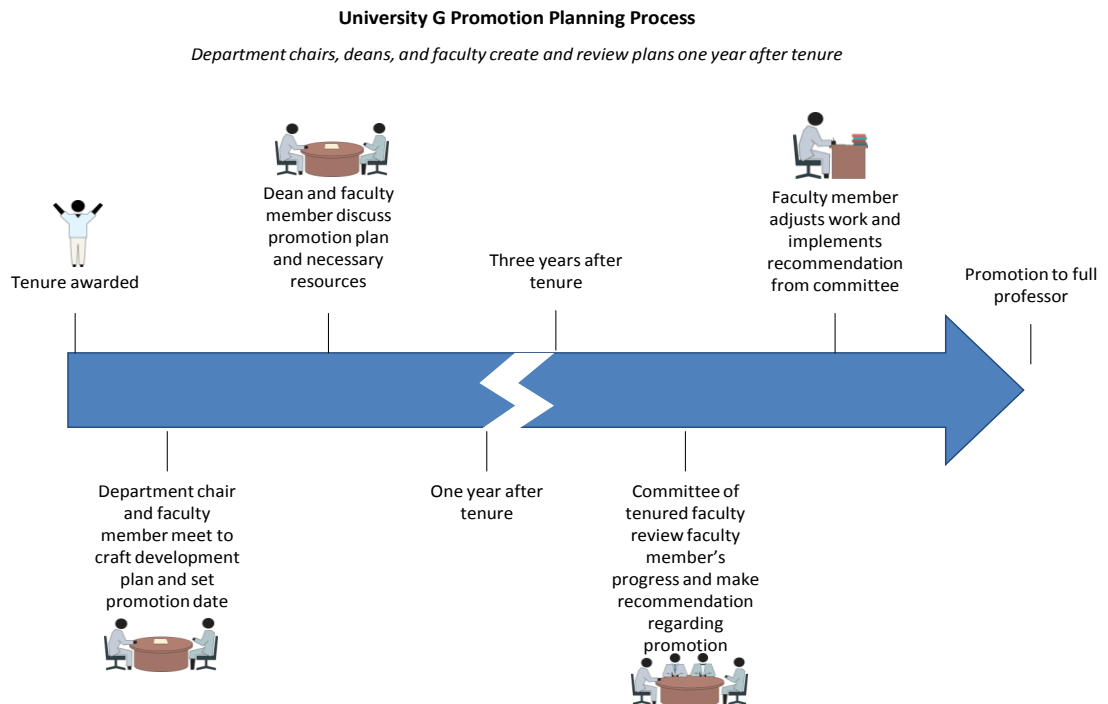 University G Promotion Planning Process
Department chairs, deans, and faculty create and review plans one year after tenure
Tenure awarded
Dean and faculty
member discuss
promotion plan
and necessary
resources
Three years after
tenure
Faculty member
adjusts work and
implements
recommendation
from committee
Promotion to full
professor
Department chair
and faculty
member meet to
craft development
plan and set
promotion date
One year after
tenure
Committee of
tenured faculty
review faculty
member’s
progress and make
recommendation
regarding
promotion